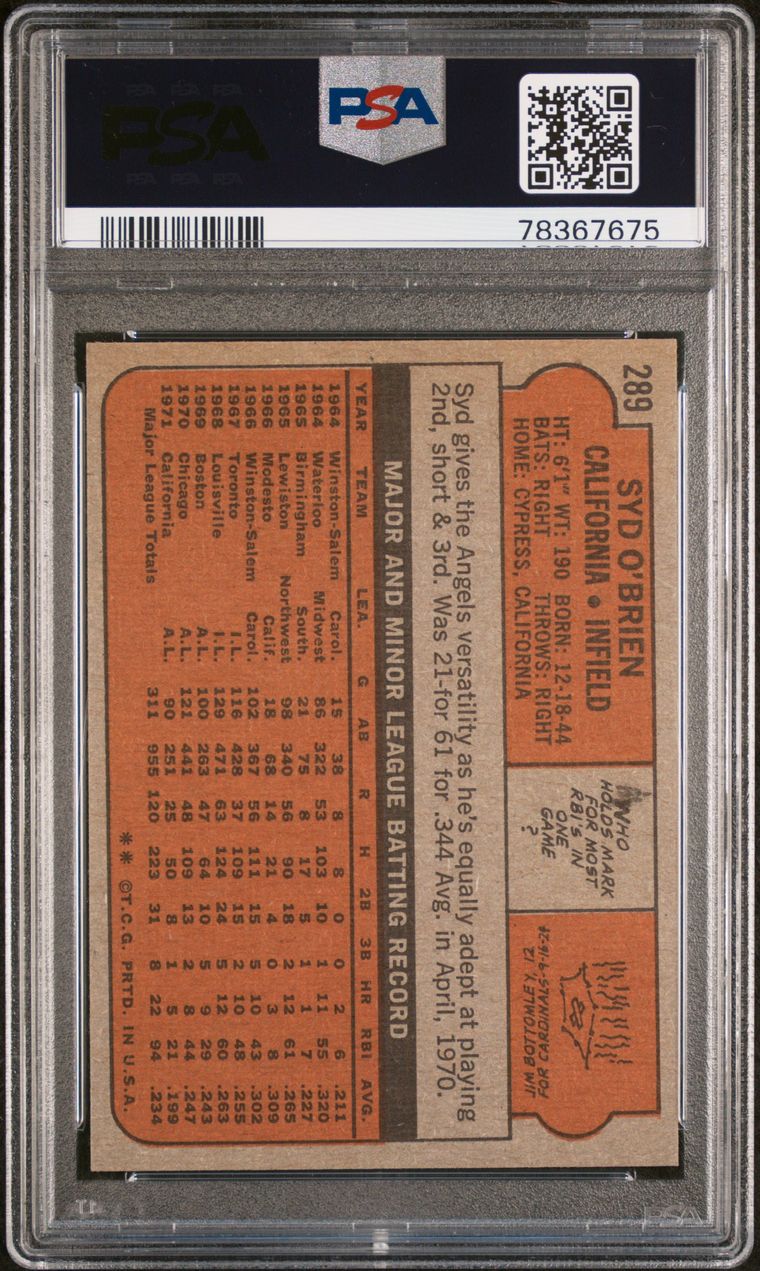 PSA PSA PSA
PSA
PSA PSA PSA
PSA
78367675
289
SYD O'BRIEN
CALIFORNIA • INFIELD
HT: 6'1" WT: 190 BORN: 12-18-44
BATS: RIGHT THROWS: RIGHT
HOME: CYPRESS, CALIFORNIA
WHO
HOLDS MARK
FOR MOST
RBI'S IN
ONE
GAME
?
JIM BOTTOMLEY, 12
FOR CARDINALS-9-16-24
Syd gives the Angels versatility as he's equally adept at playing
2nd, short & 3rd. Was 21-for 61 for .344 Avg. in April, 1970.
MAJOR AND MINOR LEAGUE BATTING RECORD
YEAR TEAM LEA. G AB R H 2B 3B HR RBI AVG.
1964 Winston-Salem Carol. 15 38 8 8 0 0 2 6 .211
1964 Waterloo Midwest 86 322 53 103 10 1 11 55 .320
1965 Birmingham South. 21 75 8 17 5 1 1 7 .227
1965 Lewiston Northwest 98 340 56 90 18 2 12 61 .265
1966 Modesto Calif. 18 68 14 21 4 0 3 8 .309
1966 Winston-Salem Carol. 102 367 56 111 15 5 10 43 .302
1967 Toronto I.L. 116 428 37 109 15 2 10 48 .255
1968 Louisville I.L. 129 471 63 124 24 5 12 60 .263
1969 Boston A.L. 100 263 47 64 10 5 9 29 .243
1970 Chicago A.L. 121 441 48 109 13 2 8 44 .247
1971 California A.L. 90 251 25 50 8 1 5 21 .199
Major League Totals 311 955 120 223 31 8 22 94 .234
** ©T.C.G. PRTD. IN U.S.A.
PSA